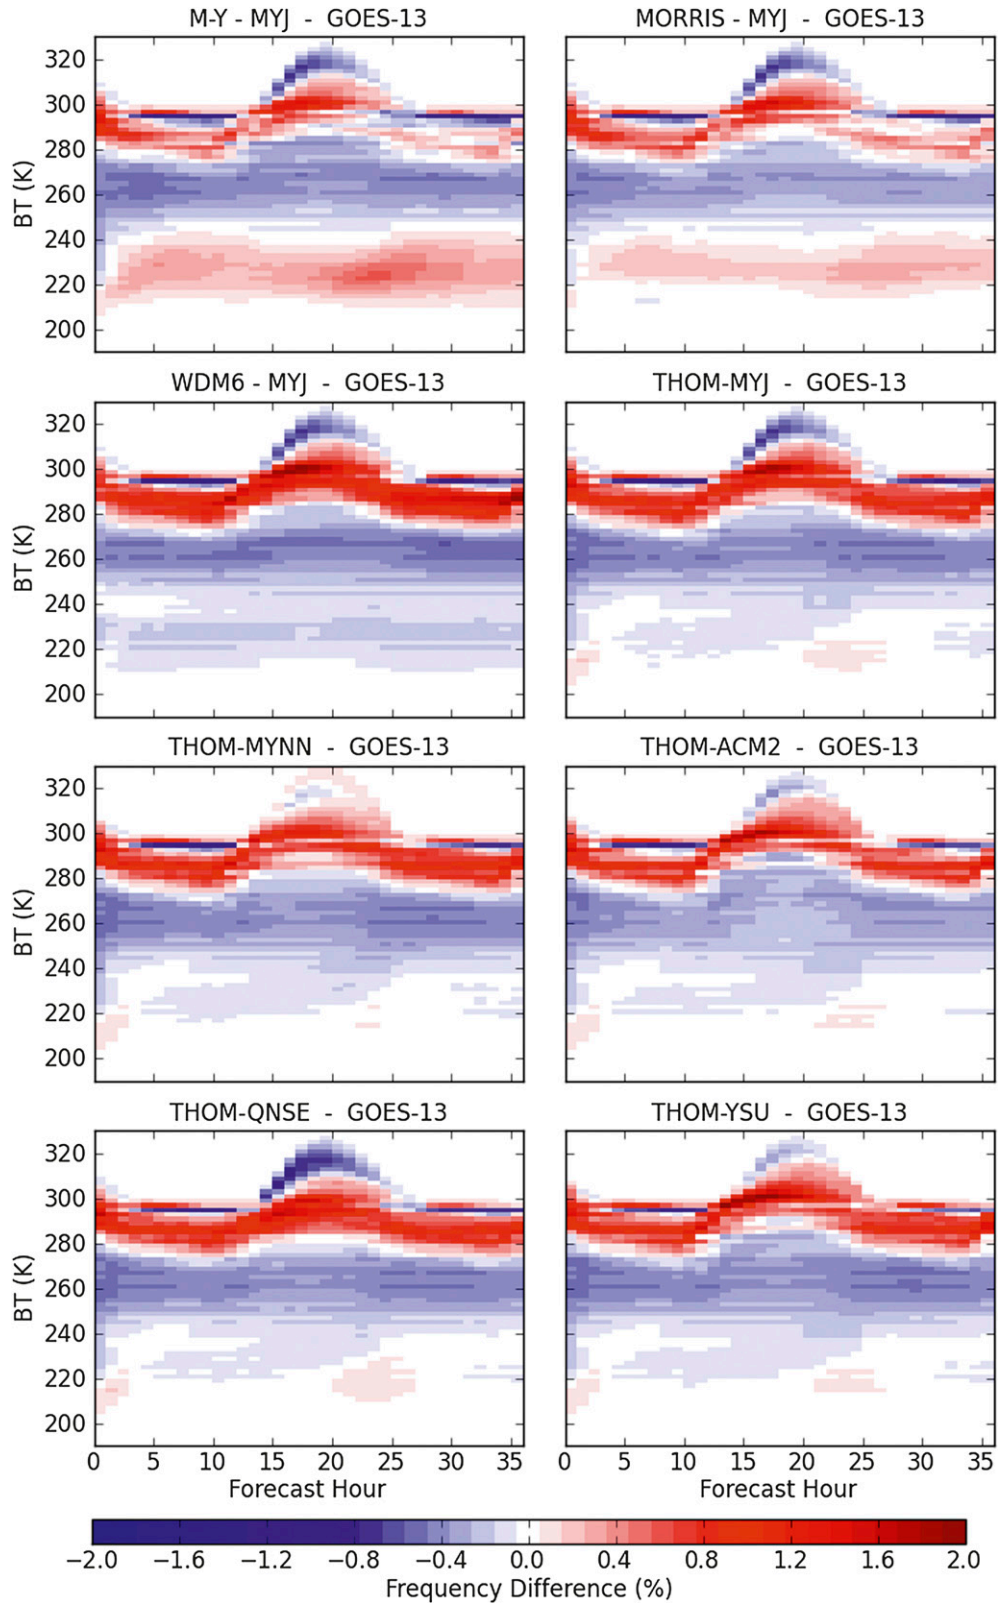 M-Y - MYJ - GOES-13
MORRIS - MYJ - GOES-13
320
300
280
260
240
220
200
BT (K)
WDM6 - MYJ - GOES-13
THOM-MYJ - GOES-13
320
300
280
260
240
220
200
BT (K)
THOM-MYNN - GOES-13
THOM-ACM2 - GOES-13
320
300
280
260
240
220
200
BT (K)
THOM-QNSE - GOES-13
THOM-YSU - GOES-13
320
300
280
260
240
220
200
BT (K)
0 5 10 15 20 25 30 35
0 5 10 15 20 25 30 35
Forecast Hour
Forecast Hour
−2.0 −1.6 −1.2 −0.8 −0.4 0.0 0.4 0.8 1.2 1.6 2.0
Frequency Difference (%)